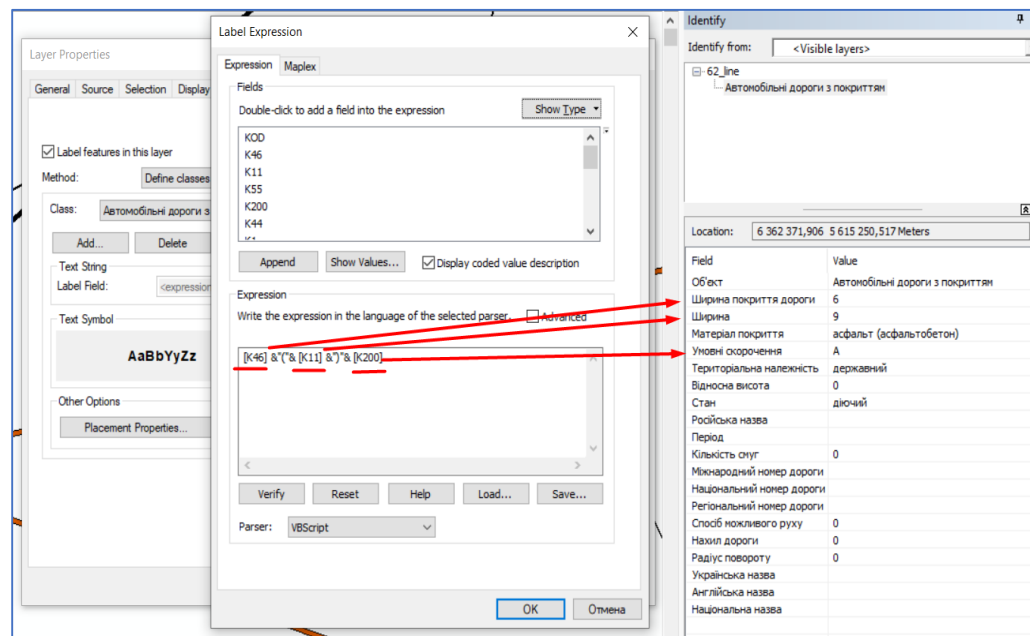 Layer Properties
General Source Selection Display
Label features in this layer
Method: Define classes
Class: Автомобільні дороги з
Add... Delete
Text String
Label Field: <expression
Text Symbol
AaBbYyZz
Other Options
Placement Properties...
Label Expression
Expression Maplex
Fields
Double-click to add a field into the expression Show Type
KOD
K46
K11
K55
K200
K44
Append Show Values... Display coded value description
Expression
Write the expression in the language of the selected parser. Advanced
[K46] &"("& [K11] &")"& [K200]
Verify Reset Help Load... Save...
Parser: VBScript
OK Отмена
Identify
Identify from: <Visible layers>
62_line
Автомобільні дороги з покриттям
Location: 6 362 371,906 5 615 250,517 Meters
Field Value
Об'єкт Автомобільні дороги з покриттям
Ширина покриття дороги 6
Ширина 9
Матеріал покриття асфальт (асфальтобетон)
Умовні скорочення А
Територіальна належність державний
Відносна висота 0
Стан діючий
Російська назва
Період
Кількість смуг 0
Міжнародний номер дороги
Національний номер дороги
Регіональний номер дороги
Спосіб можливого руху 0
Нахил дороги 0
Радіус повороту 0
Українська назва
Англійська назва
Національна назва